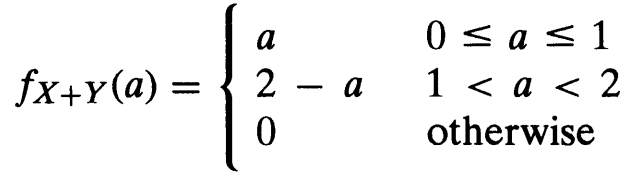 a 0 ≤ a ≤ 1
f_{X+Y}(a) = { 2 − a 1 < a < 2
0 otherwise